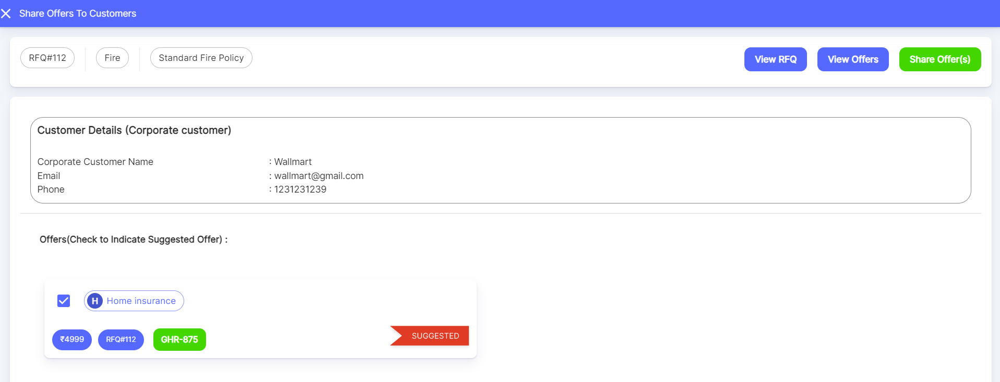 Share Offers To Customers
RFQ#112 Fire Standard Fire Policy View RFQ View Offers Share Offer(s)
Customer Details (Corporate customer)
Corporate Customer Name : Wallmart
Email : wallmart@gmail.com
Phone : 1231231239
Offers(Check to Indicate Suggested Offer) :
H Home insurance
₹4999 RFQ#112 GHR-875 SUGGESTED